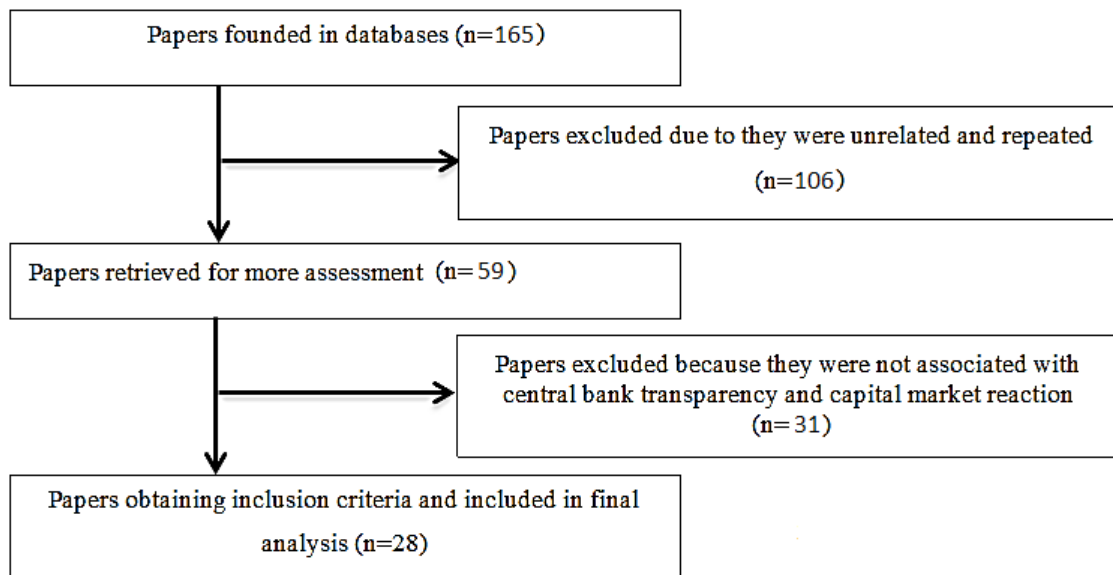 Papers founded in databases (n=165)
Papers excluded due to they were unrelated and repeated
(n=106)
Papers retrieved for more assessment (n=59)
Papers excluded because they were not associated with
central bank transparency and capital market reaction
(n=31)
Papers obtaining inclusion criteria and included in final
analysis (n=28)